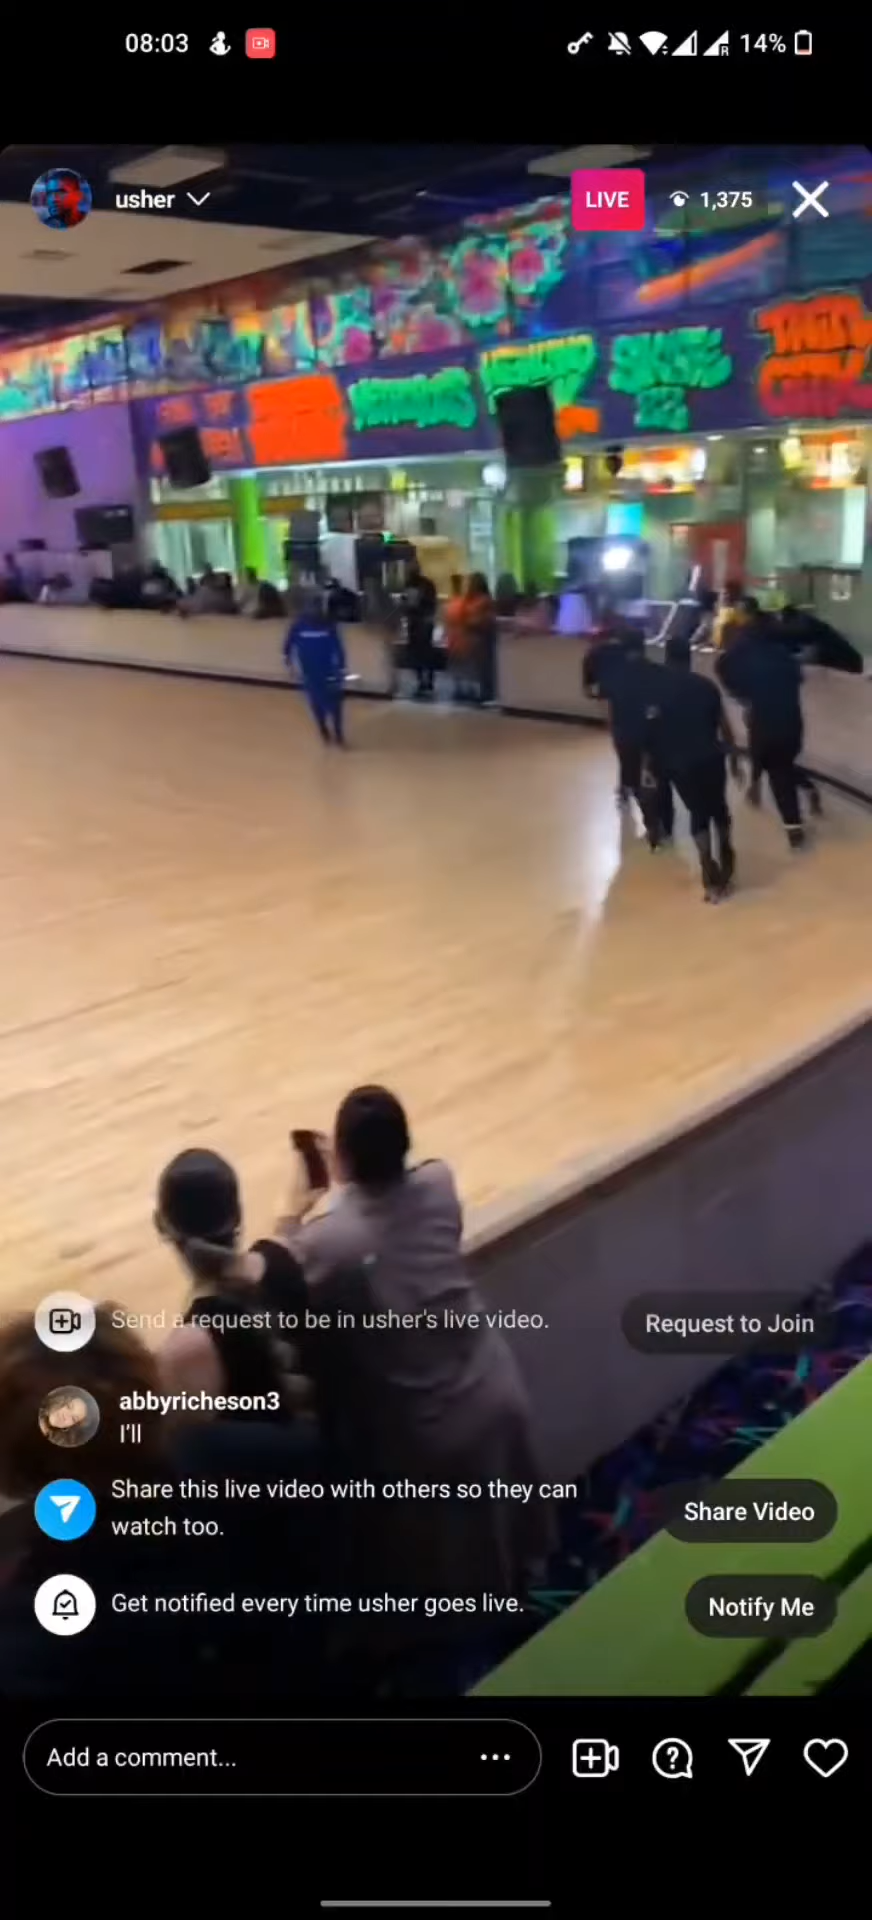 08:03
14%
usher
LIVE
1,375
SKATE
Send a request to be in usher's live video.
Request to Join
abbyricheson3
I'll
Share this live video with others so they can
watch too.
Share Video
Get notified every time usher goes live.
Notify Me
Add a comment...